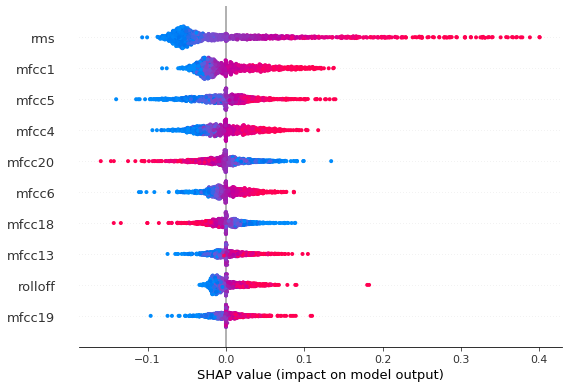 rms
mfcc1
mfcc5
mfcc4
mfcc20
mfcc6
mfcc18
mfcc13
rolloff
mfcc19
−0.1 0.0 0.1 0.2 0.3 0.4
SHAP value (impact on model output)